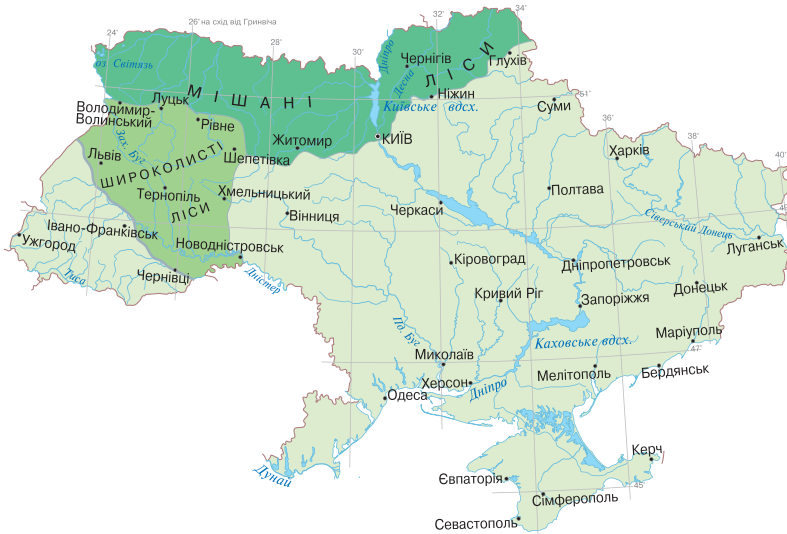 26° на схід від Гринвіча
24°
28°
30°
32°
34°
36°
38°
40°
51°
49°
47°
45°
оз. Світязь
МІШАНІ
ЛІСИ
Дніпро
Десна
Чернігів
Глухів
Ніжин
Київське вдсх.
Суми
Луцьк
Володимир-
Волинський
Рівне
Житомир
КИЇВ
Харків
Зах. Буг
Львів
Шепетівка
ШИРОКОЛИСТІ
ЛІСИ
Тернопіль
Хмельницький
Полтава
Вінниця
Черкаси
Сіверський Донець
Івано-Франківськ
Ужгород
Новодністровськ
Луганськ
Кіровоград
Дніпропетровськ
Тиса
Чернівці
Дністер
Кривий Ріг
Запоріжжя
Донецьк
Пд. Буг
Маріуполь
Каховське вдсх.
Миколаїв
Херсон
Дніпро
Мелітополь
Бердянськ
Одеса
Дунай
Керч
Євпаторія
Сімферополь
Севастополь